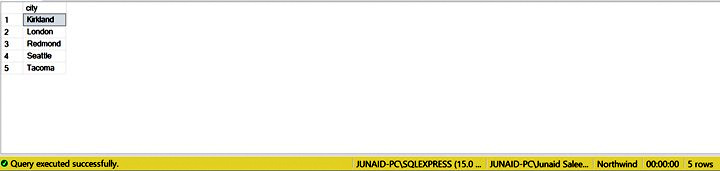 city
1 Kirkland
2 London
3 Redmond
4 Seattle
5 Tacoma
Query executed successfully. JUNAID-PC\SQLEXPRESS (15.0 ... JUNAID-PC\Junaid Salee... Northwind 00:00:00 5 rows